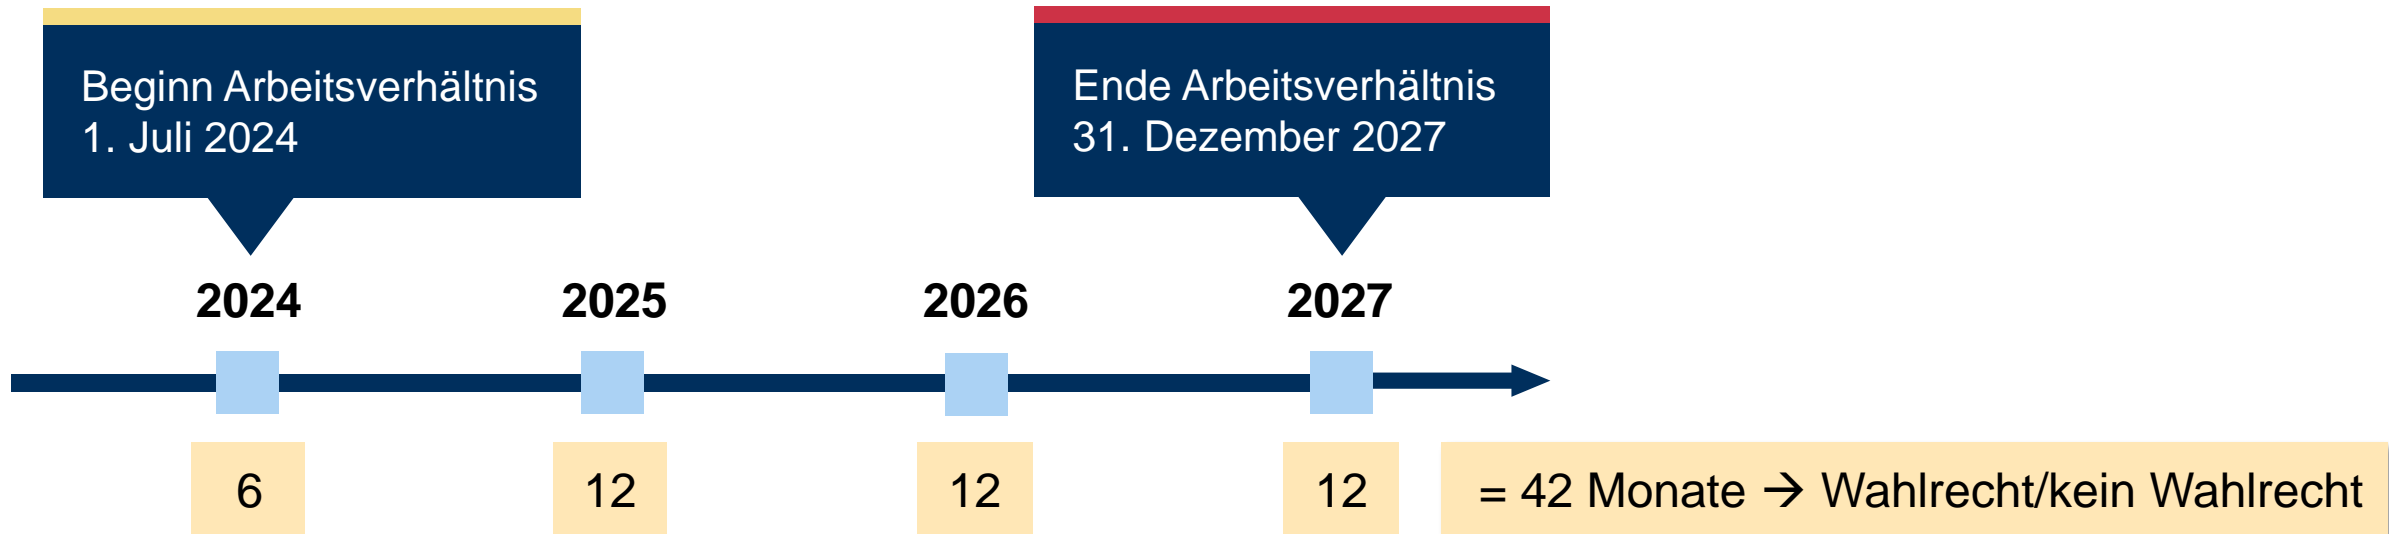 Beginn Arbeitsverhältnis
1. Juli 2024
Ende Arbeitsverhältnis
31. Dezember 2027
2024
2025
2026
2027
6
12
12
12
= 42 Monate → Wahlrecht/kein Wahlrecht